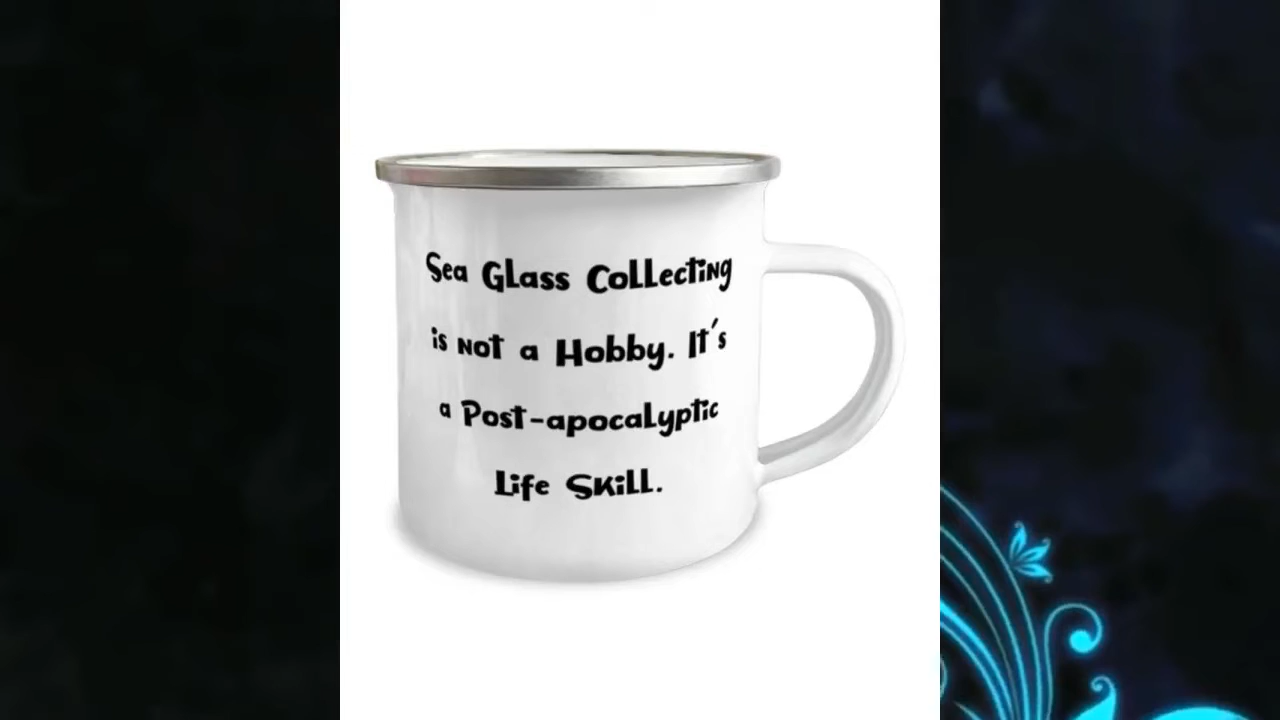 Sea Glass Collecting
is not a Hobby. It's
a Post-apocalyptic
Life Skill.